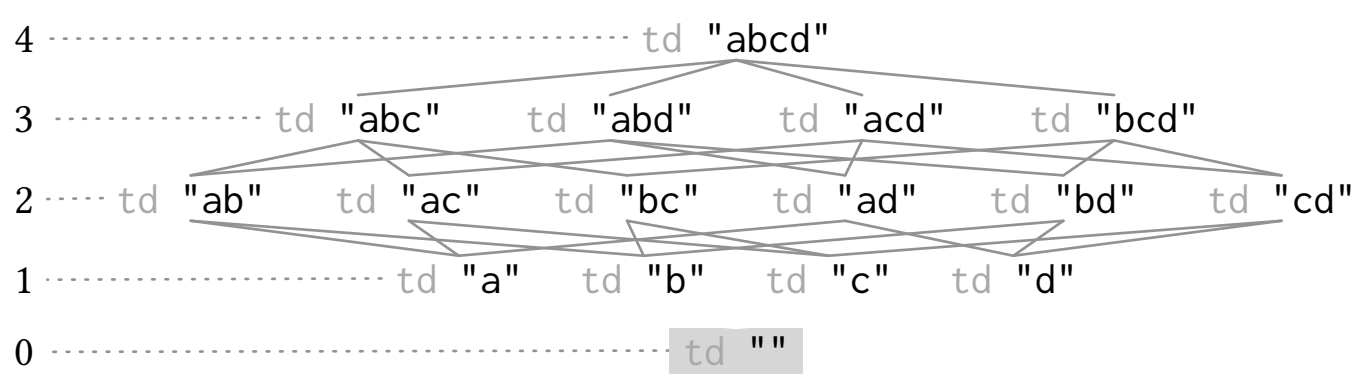 4 td "abcd"
3 td "abc" td "abd" td "acd" td "bcd"
2 td "ab" td "ac" td "bc" td "ad" td "bd" td "cd"
1 td "a" td "b" td "c" td "d"
0 td ""